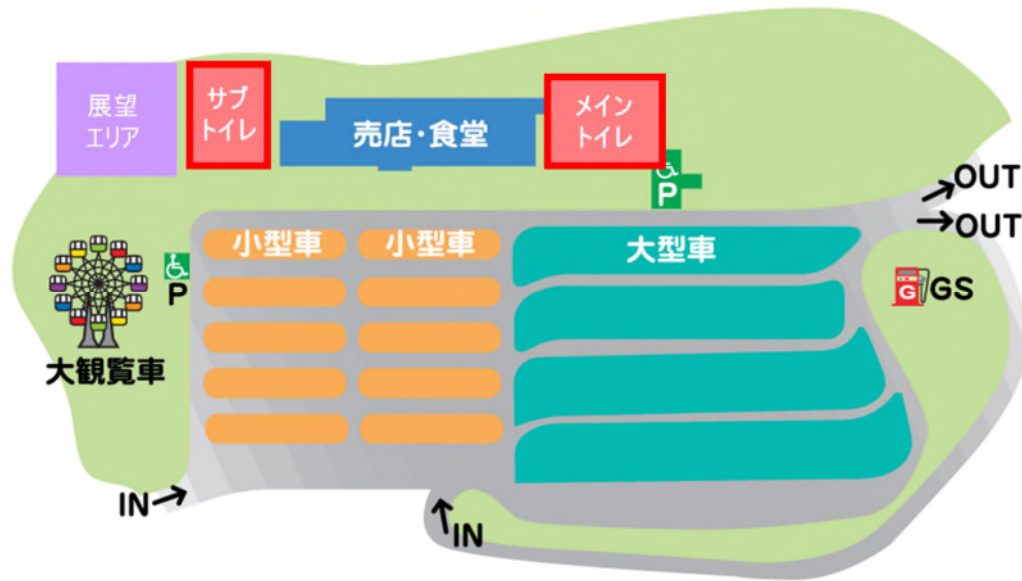 展望
エリア
サブ
トイレ
売店・食堂
メイン
トイレ
P
OUT
OUT
小型車
小型車
大型車
P
G
GS
大観覧車
IN
IN